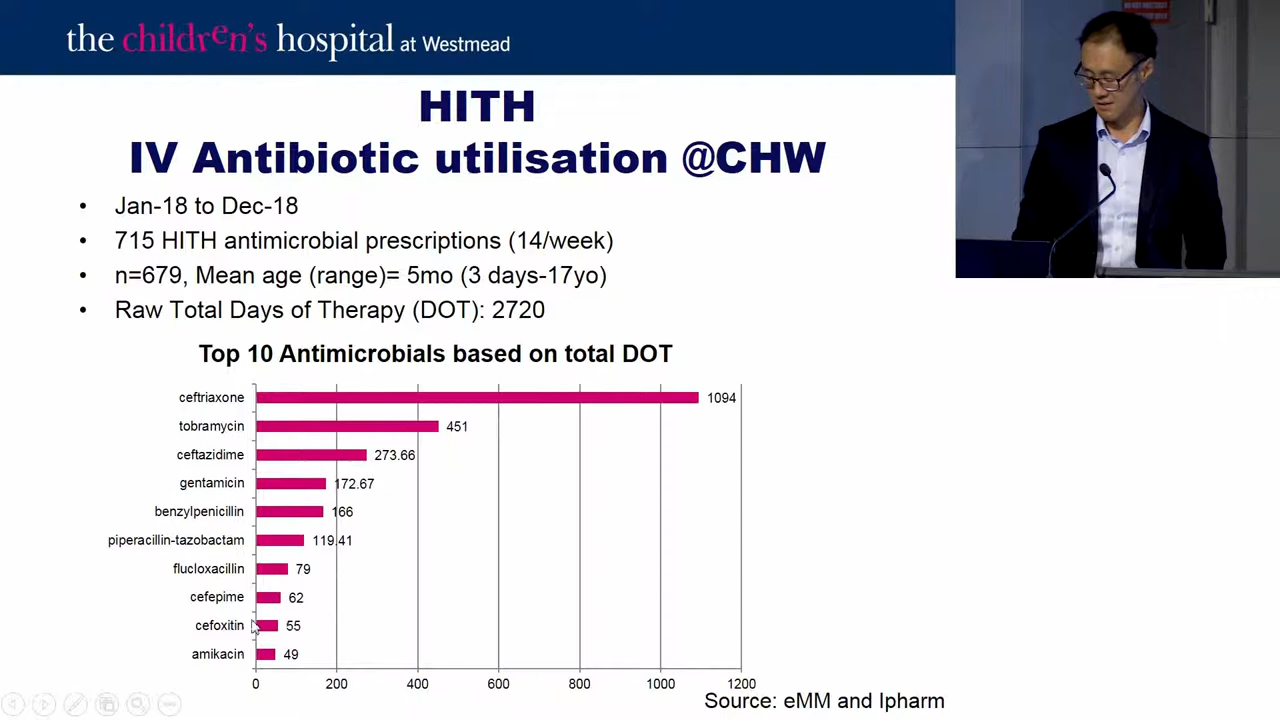 the children's hospital at Westmead
HITH
IV Antibiotic utilisation @CHW
• Jan-18 to Dec-18
• 715 HITH antimicrobial prescriptions (14/week)
• n=679, Mean age (range)= 5mo (3 days-17yo)
• Raw Total Days of Therapy (DOT): 2720
Top 10 Antimicrobials based on total DOT
ceftriaxone 1094
tobramycin 451
ceftazidime 273.66
gentamicin 172.67
benzylpenicillin 166
piperacillin-tazobactam 119.41
flucloxacillin 79
cefepime 62
cefoxitin 55
amikacin 49
0 200 400 600 800 1000 1200
Source: eMM and Ipharm